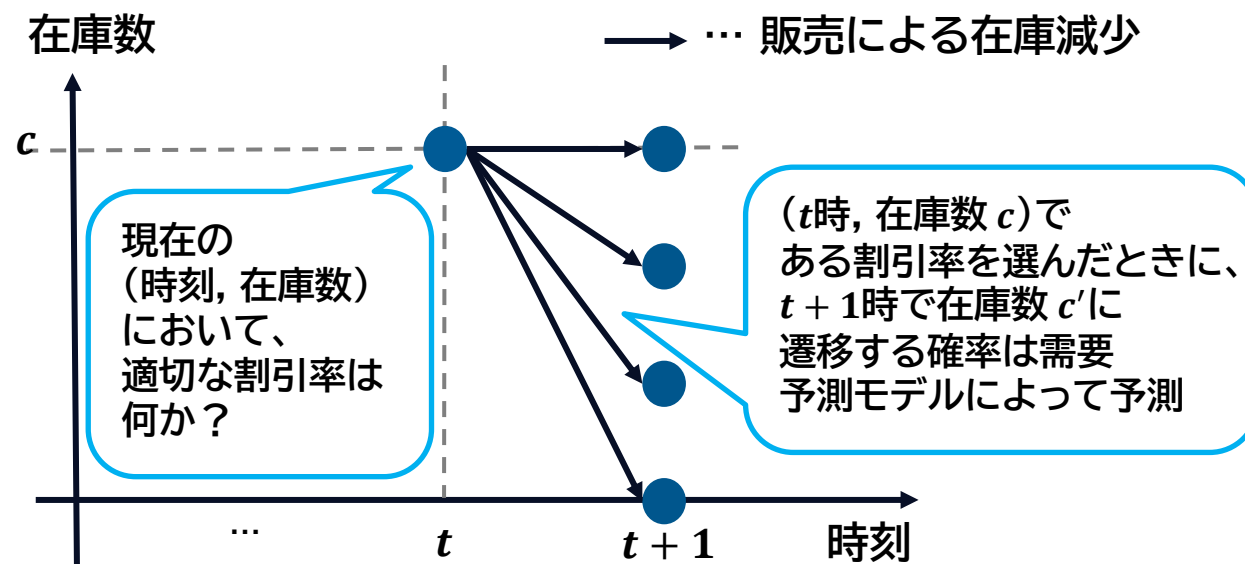 在庫数
… 販売による在庫減少
c
現在の
(時刻, 在庫数)
において、
適切な割引率は
何か？
(t時, 在庫数 c)で
ある割引率を選んだときに、
t + 1時で在庫数 c′に
遷移する確率は需要
予測モデルによって予測
…
t
t + 1
時刻